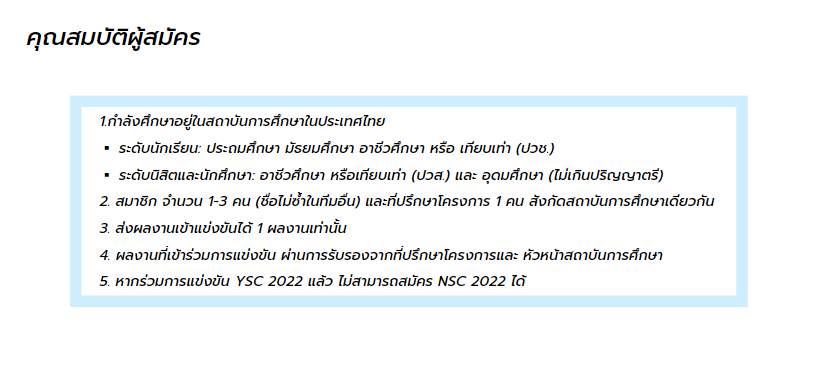 คุณสมบัติผู้สมัคร
1.กำลังศึกษาอยู่ในสถาบันการศึกษาในประเทศไทย
▪ ระดับนักเรียน: ประถมศึกษา มัธยมศึกษา อาชีวศึกษา หรือ เทียบเท่า (ปวช.)
▪ ระดับนิสิตและนักศึกษา: อาชีวศึกษา หรือเทียบเท่า (ปวส.) และ อุดมศึกษา (ไม่เกินปริญญาตรี)
2. สมาชิก จำนวน 1-3 คน (ชื่อไม่ซ้ำในทีมอื่น) และที่ปรึกษาโครงการ 1 คน สังกัดสถาบันการศึกษาเดียวกัน
3. ส่งผลงานเข้าแข่งขันได้ 1 ผลงานเท่านั้น
4. ผลงานที่เข้าร่วมการแข่งขัน ผ่านการรับรองจากที่ปรึกษาโครงการและ หัวหน้าสถาบันการศึกษา
5. หากร่วมการแข่งขัน YSC 2022 แล้ว ไม่สามารถสมัคร NSC 2022 ได้